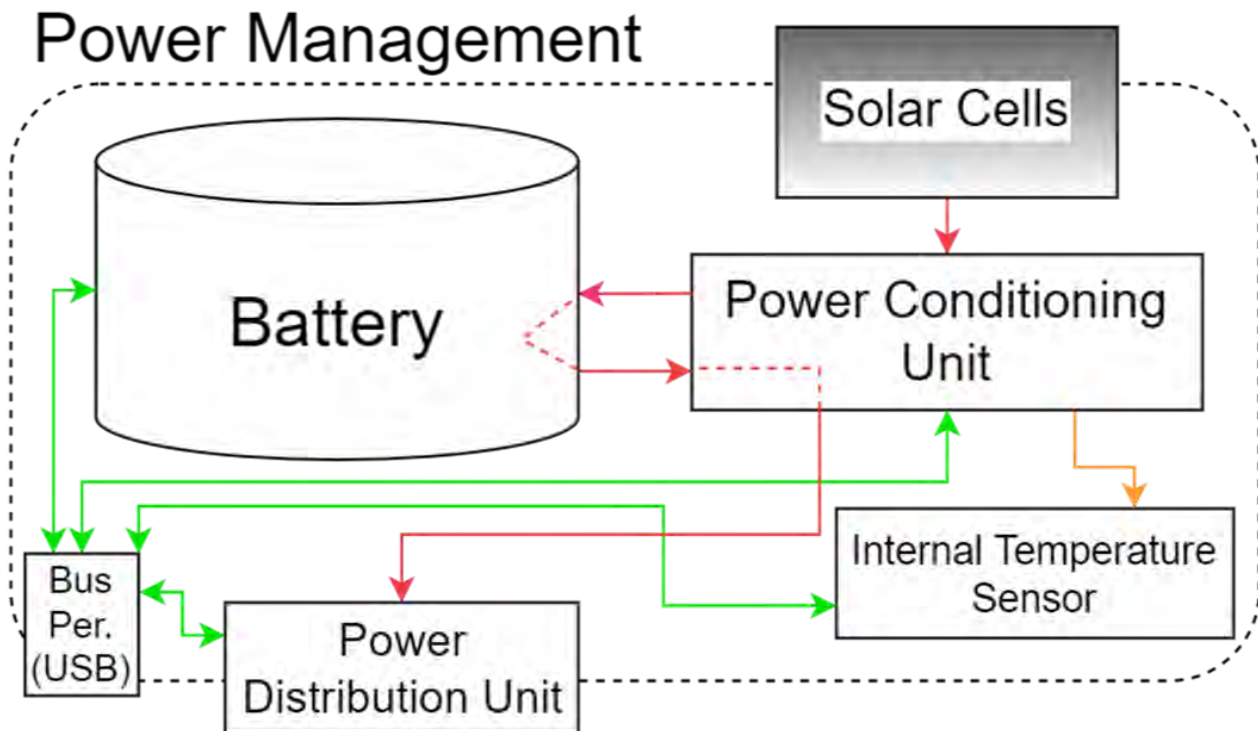 Power Management
Solar Cells
Battery
Power Conditioning
Unit
Internal Temperature
Sensor
Bus
Per.
(USB)
Power
Distribution Unit